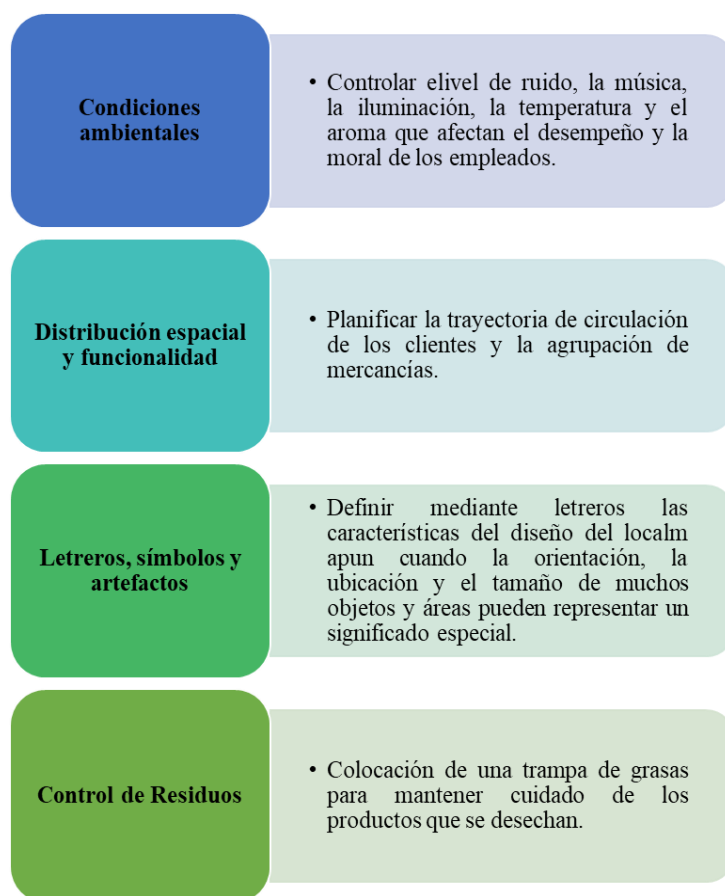 Condiciones
ambientales
• Controlar elivel de ruido, la música,
la iluminación, la temperatura y el
aroma que afectan el desempeño y la
moral de los empleados.
Distribución espacial
y funcionalidad
• Planificar la trayectoria de circulación
de los clientes y la agrupación de
mercancías.
Letreros, símbolos y
artefactos
• Definir mediante letreros las
características del diseño del localm
apun cuando la orientación, la
ubicación y el tamaño de muchos
objetos y áreas pueden representar un
significado especial.
Control de Residuos
• Colocación de una trampa de grasas
para mantener cuidado de los
productos que se desechan.